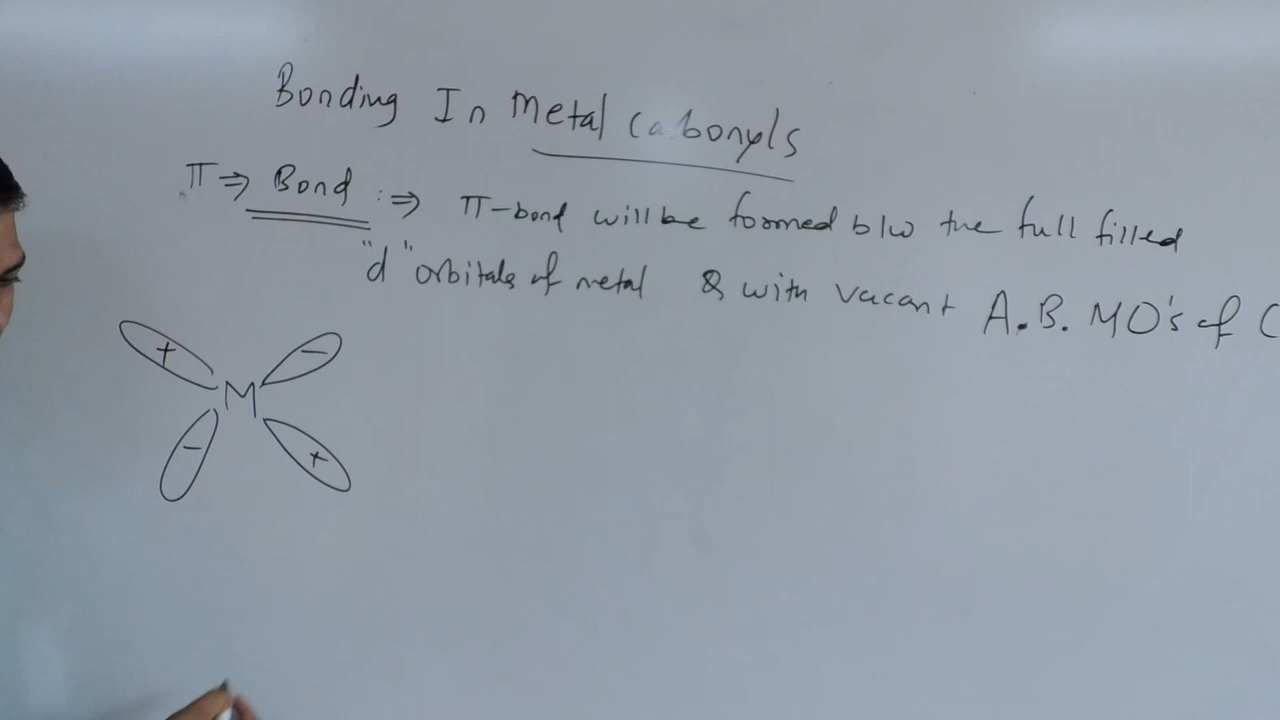 Bonding In Metal Carbonyls
π ⇒ Bond :⇒ π-bond will be formed b/w the full filled
"d" orbitals of metal & with vacant A.B. MO's of C
+ -
M
- +